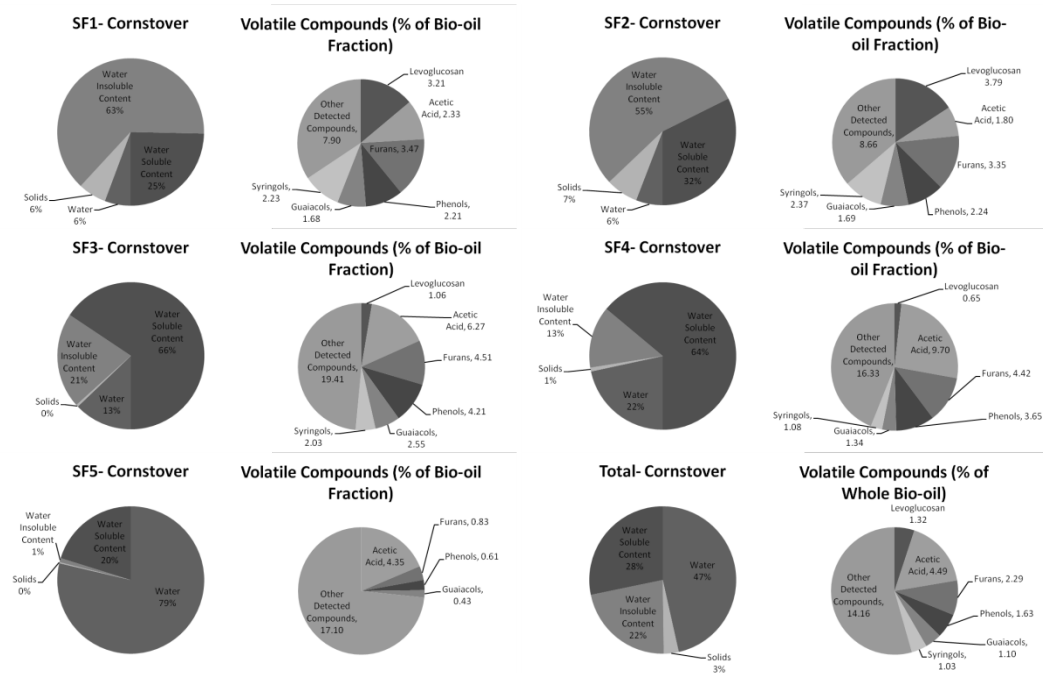 SF1- Cornstover
Water
Insoluble
Content
63%
Water
Soluble
Content
25%
Solids
6%
Water
6%
Volatile Compounds (% of Bio-oil
Fraction)
Levoglucosan
3.21
Acetic
Acid, 2.33
Furans, 3.47
Phenols,
2.21
Guaiacols,
1.68
Syringols,
2.23
Other
Detected
Compounds,
7.90
SF2- Cornstover
Water
Insoluble
Content
55%
Water
Soluble
Content
32%
Solids
7%
Water
6%
Volatile Compounds (% of Bio-
oil Fraction)
Levoglucosan
3.79
Acetic
Acid, 1.80
Furans, 3.35
Phenols, 2.24
Guaiacols,
1.69
Syringols,
2.37
Other
Detected
Compounds,
8.66
SF3- Cornstover
Water
Soluble
Content
66%
Water
Insoluble
Content
21%
Solids
0%
Water
13%
Volatile Compounds (% of Bio-oil
Fraction)
Levoglucosan
1.06
Acetic
Acid, 6.27
Furans, 4.51
Phenols, 4.21
Guaiacols,
2.55
Syringols,
2.03
Other
Detected
Compounds,
19.41
SF4- Cornstover
Water
Insoluble
Content
13%
Water
Soluble
Content
64%
Solids
1%
Water
22%
Volatile Compounds (% of Bio-
oil Fraction)
Levoglucosan
0.65
Acetic
Acid, 9.70
Furans, 4.42
Phenols, 3.65
Guaiacols,
1.34
Syringols,
1.08
Other
Detected
Compounds,
16.33
SF5- Cornstover
Water
Insoluble
Content
1%
Water
Soluble
Content
20%
Solids
0%
Water
79%
Volatile Compounds (% of Bio-oil
Fraction)
Acetic
Acid, 4.35
Furans, 0.83
Phenols, 0.61
Guaiacols,
0.43
Other
Detected
Compounds,
17.10
Total- Cornstover
Water
Soluble
Content
28%
Water
47%
Water
Insoluble
Content
22%
Solids
3%
Volatile Compounds (% of
Whole Bio-oil)
Levoglucosan
1.32
Acetic
Acid, 4.49
Furans, 2.29
Phenols, 1.63
Guaiacols,
1.10
Syringols,
1.03
Other
Detected
Compounds,
14.16